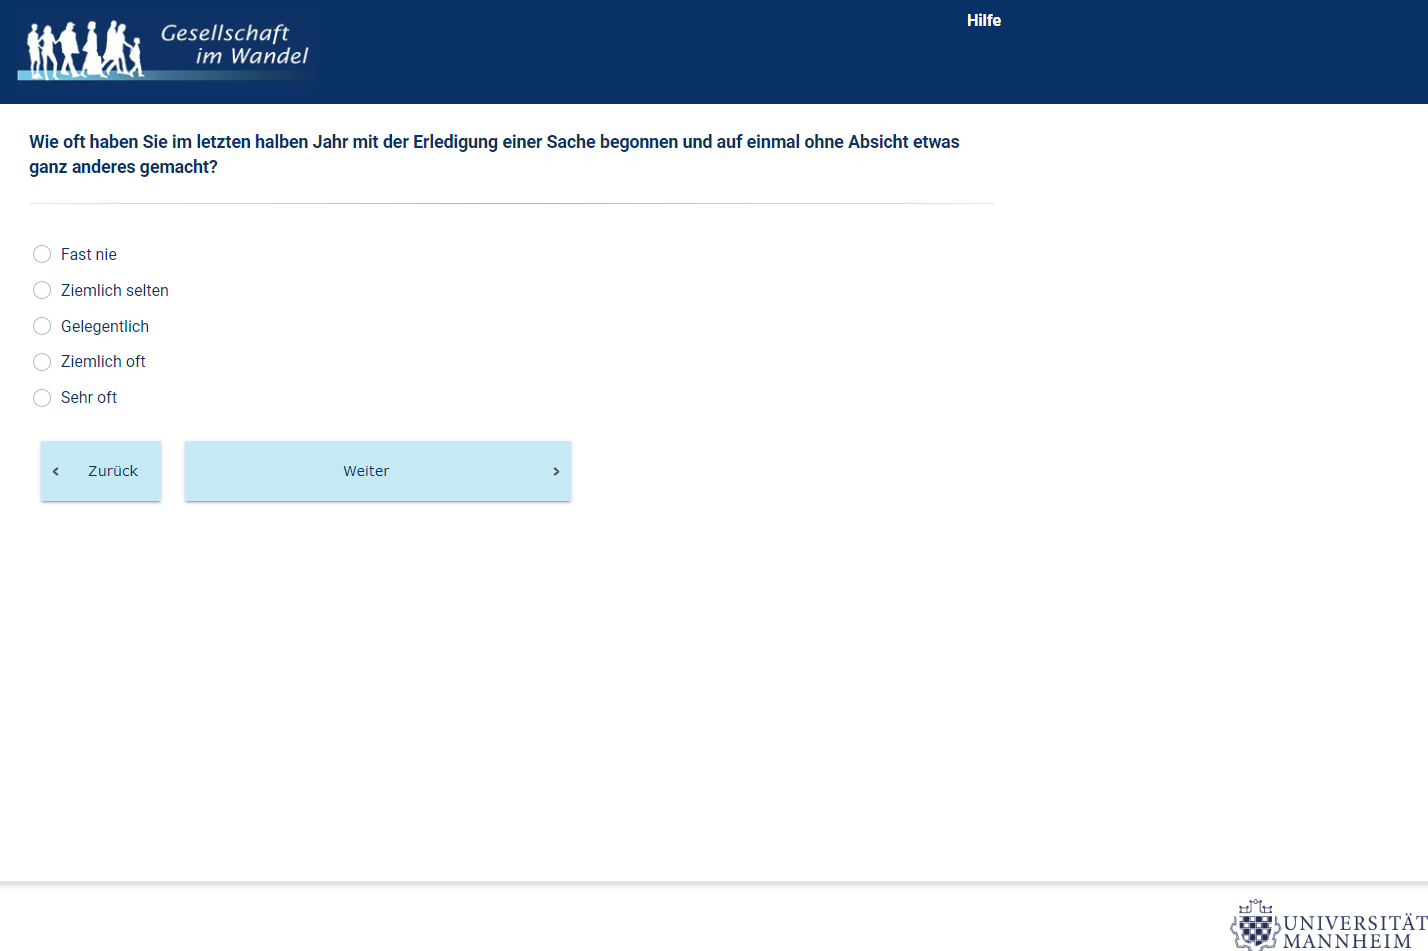 Gesellschaft
im Wandel
Hilfe
Wie oft haben Sie im letzten halben Jahr mit der Erledigung einer Sache begonnen und auf einmal ohne Absicht etwas
ganz anderes gemacht?
Fast nie
Ziemlich selten
Gelegentlich
Ziemlich oft
Sehr oft
‹ Zurück
Weiter ›
UNIVERSITÄT
MANNHEIM